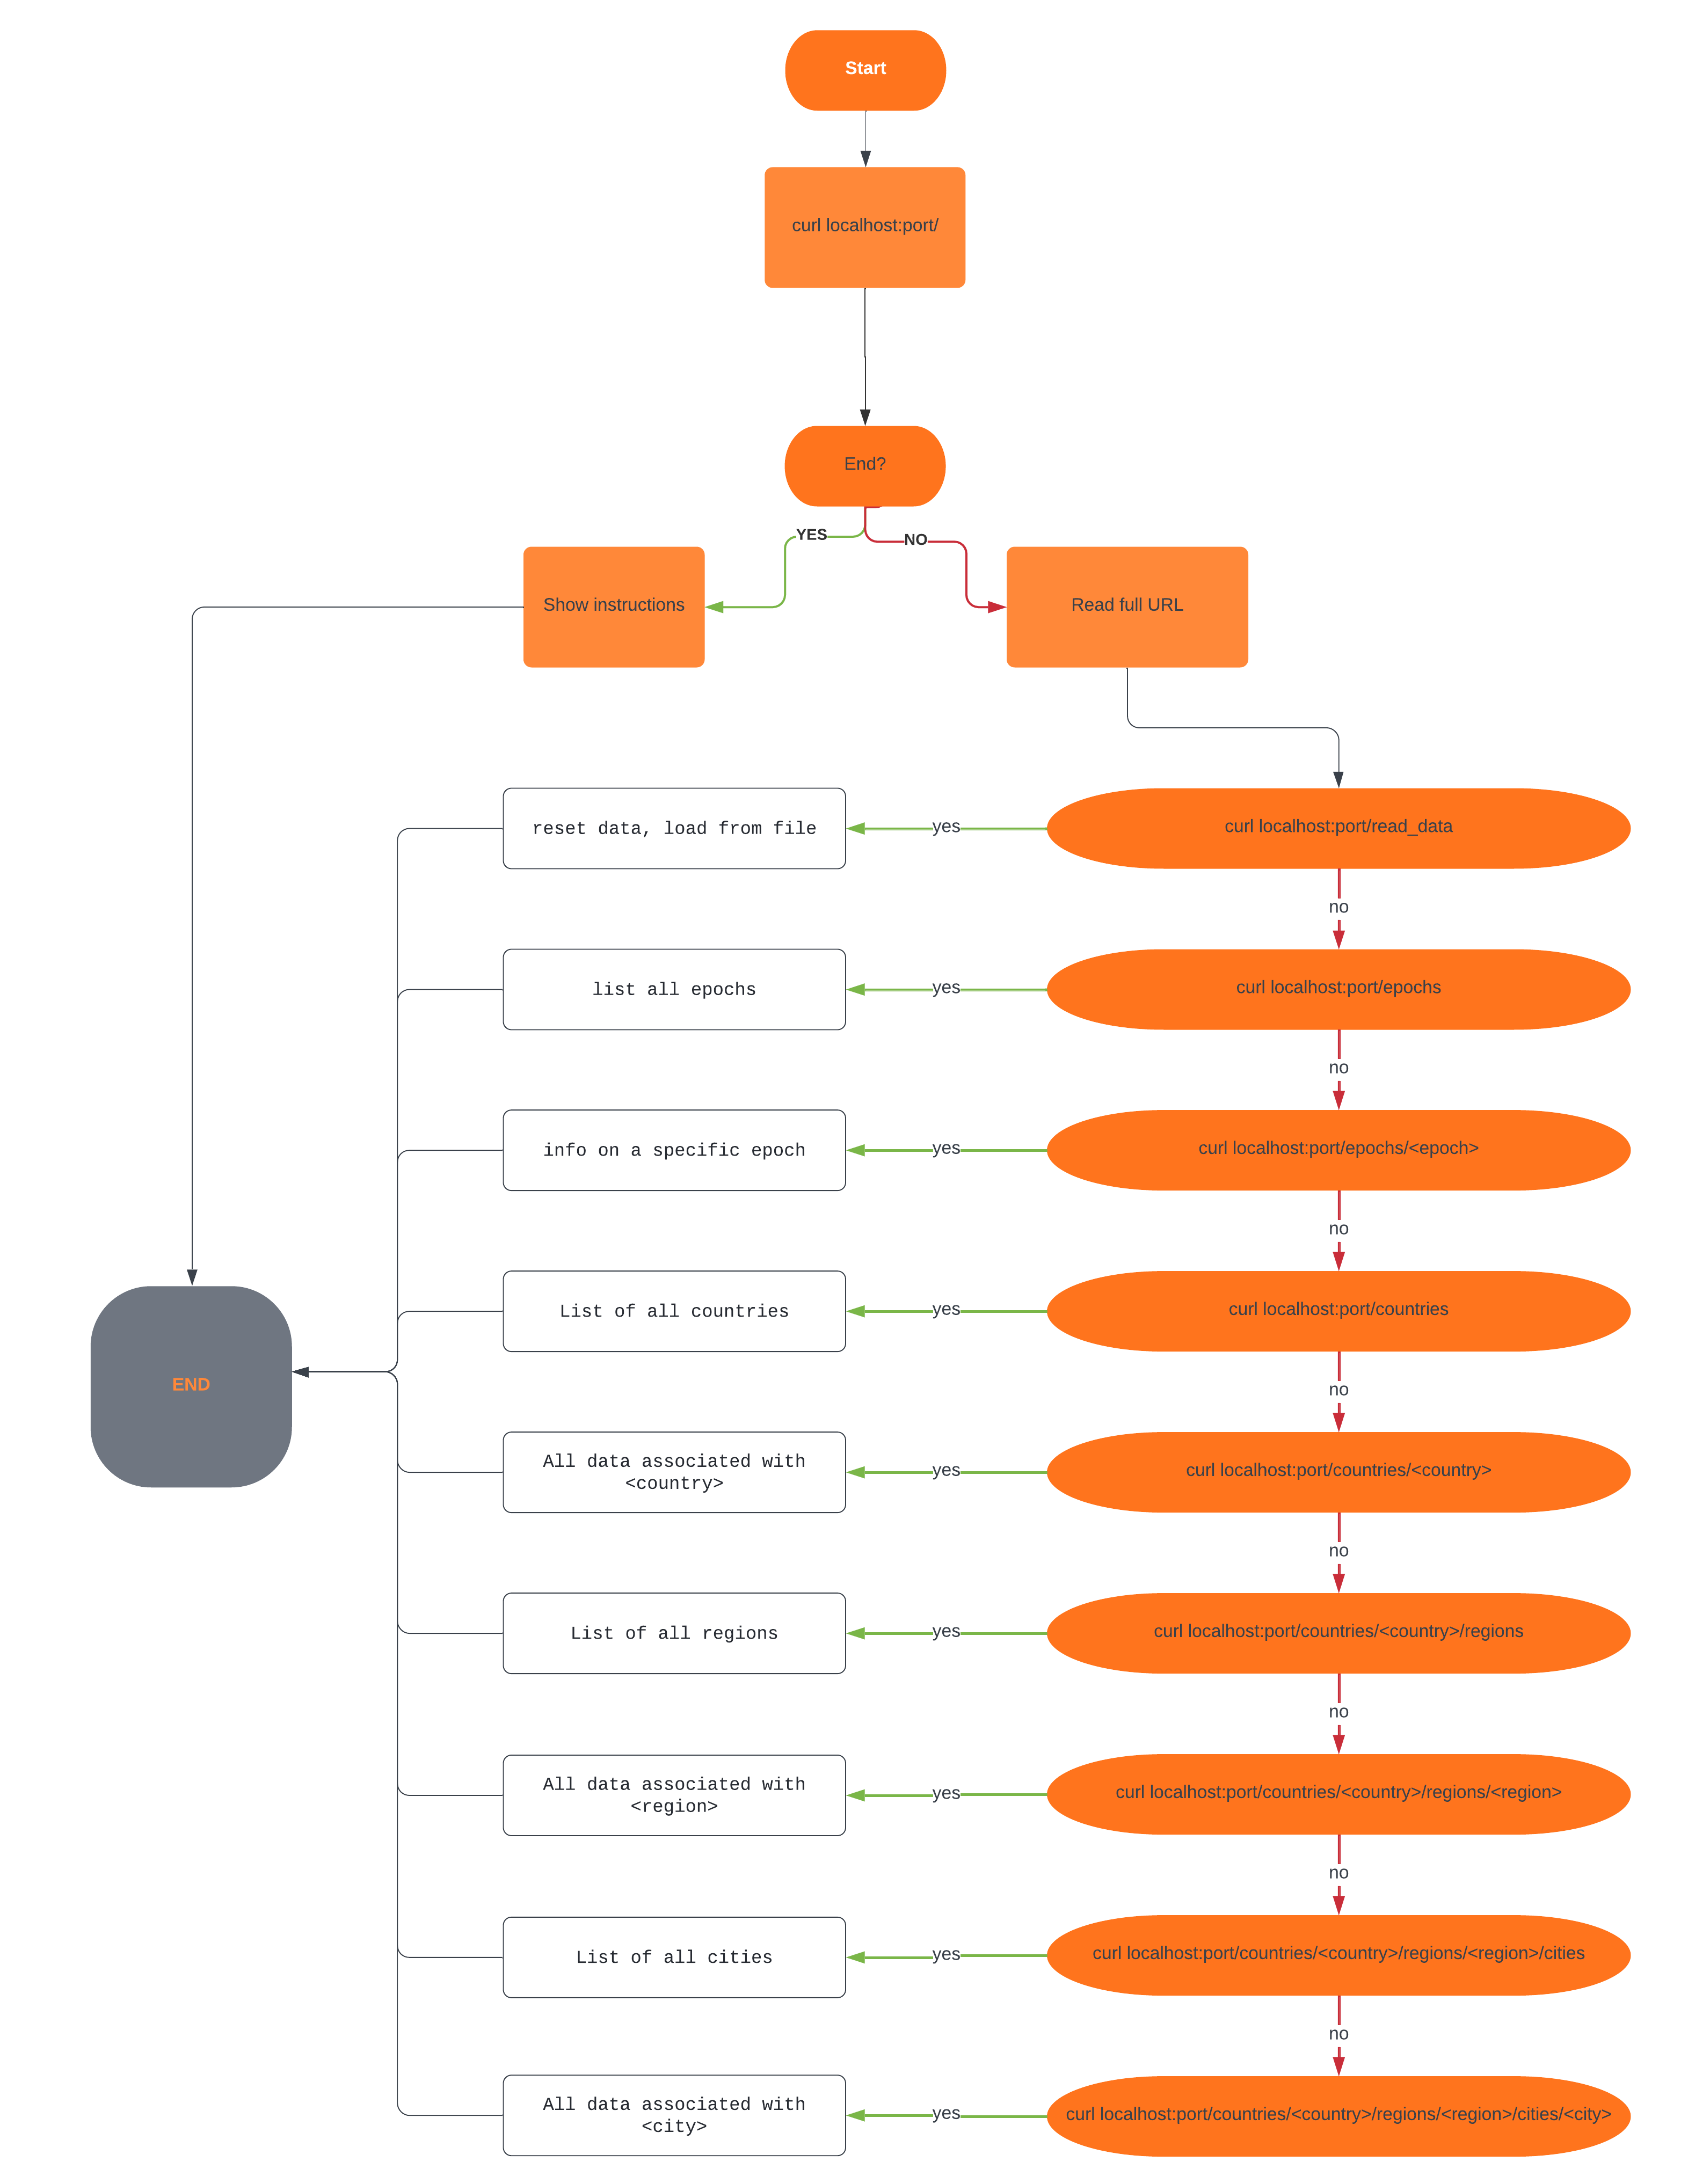 Start
curl localhost:port/
End?
YES
NO
Show instructions
Read full URL
reset data, load from file
yes
curl localhost:port/read_data
no
list all epochs
yes
curl localhost:port/epochs
no
info on a specific epoch
yes
curl localhost:port/epochs/<epoch>
no
List of all countries
yes
curl localhost:port/countries
no
END
All data associated with
<country>
yes
curl localhost:port/countries/<country>
no
List of all regions
yes
curl localhost:port/countries/<country>/regions
no
All data associated with
<region>
yes
curl localhost:port/countries/<country>/regions/<region>
no
List of all cities
yes
curl localhost:port/countries/<country>/regions/<region>/cities
no
All data associated with
<city>
yes
curl localhost:port/countries/<country>/regions/<region>/cities/<city>